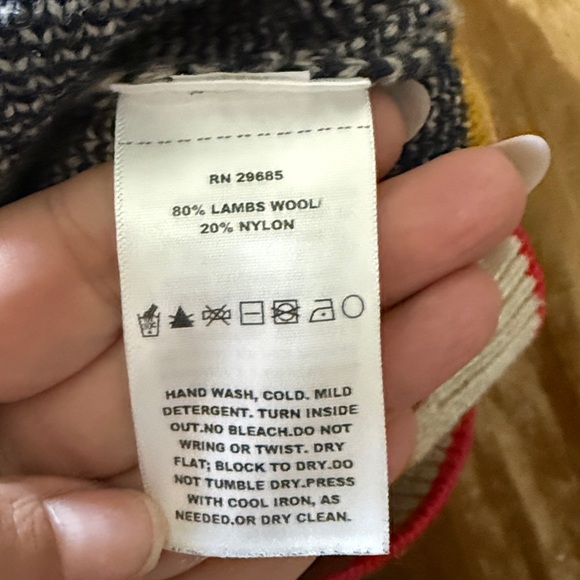 RN 29685
80% LAMBS WOOL/
20% NYLON
HAND WASH, COLD. MILD
DETERGENT. TURN INSIDE
OUT.NO BLEACH.DO NOT
WRING OR TWIST. DRY
FLAT; BLOCK TO DRY.DO
NOT TUMBLE DRY.PRESS
WITH COOL IRON, AS
NEEDED.OR DRY CLEAN.